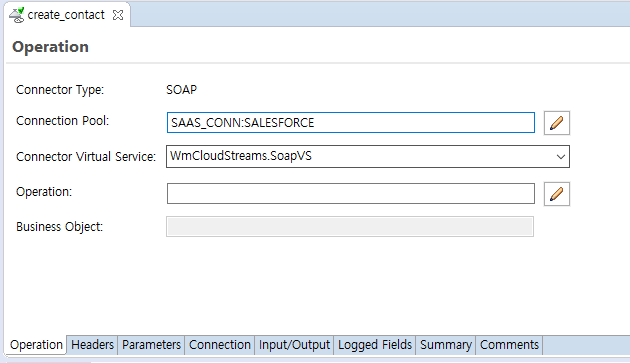 create_contact
Operation
Connector Type: SOAP
Connection Pool: SAAS_CONN:SALESFORCE
Connector Virtual Service: WmCloudStreams.SoapVS
Operation:
Business Object:
Operation Headers Parameters Connection Input/Output Logged Fields Summary Comments